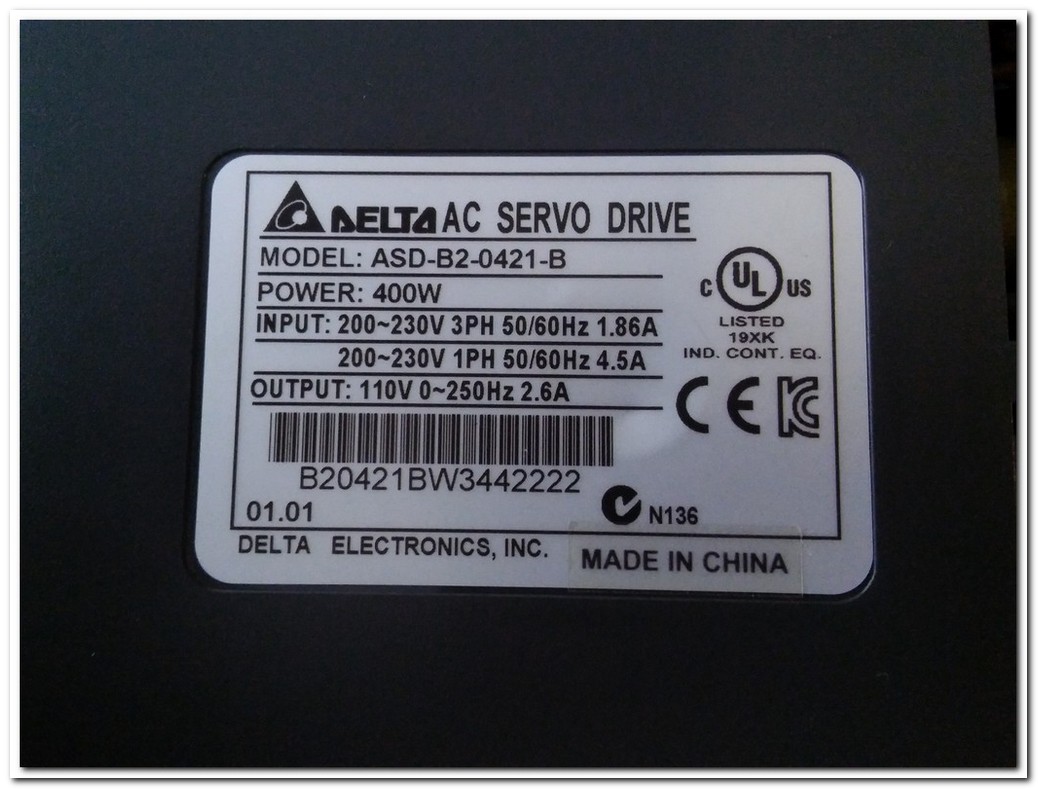 DELTA AC SERVO DRIVE
MODEL: ASD-B2-0421-B
POWER: 400W
INPUT: 200~230V 3PH 50/60Hz 1.86A
200~230V 1PH 50/60Hz 4.5A
OUTPUT: 110V 0~250Hz 2.6A
B20421BW3442222
01.01
C UL US
LISTED
19XK
IND. CONT. EQ.
CE KC
N136
DELTA ELECTRONICS, INC.
MADE IN CHINA